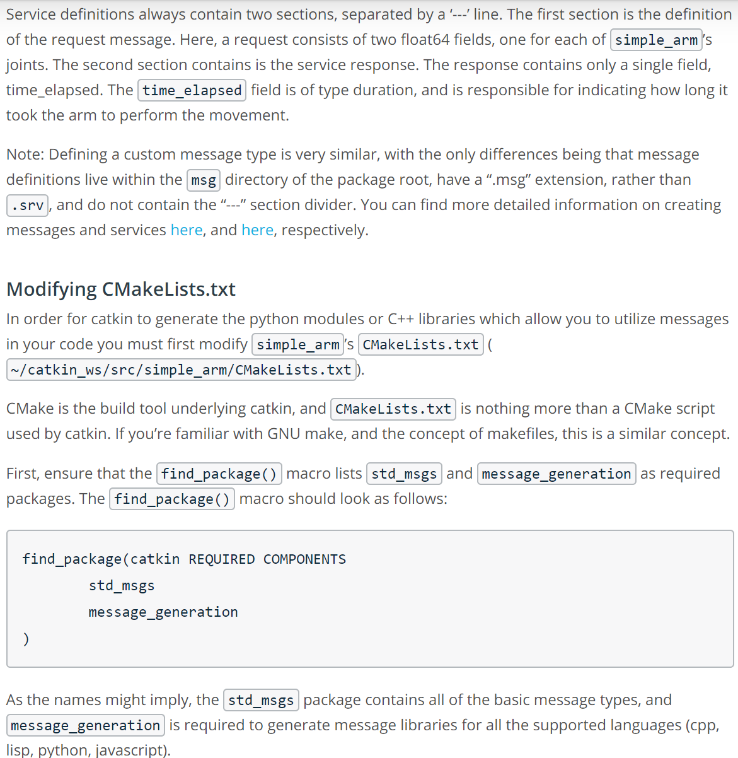 Service definitions always contain two sections, separated by a ‘---’ line. The first section is the definition
of the request message. Here, a request consists of two float64 fields, one for each of simple_arm’s
joints. The second section contains is the service response. The response contains only a single field,
time_elapsed. The time_elapsed field is of type duration, and is responsible for indicating how long it
took the arm to perform the movement.
Note: Defining a custom message type is very similar, with the only differences being that message
definitions live within the msg directory of the package root, have a “.msg” extension, rather than
.srv, and do not contain the “---” section divider. You can find more detailed information on creating
messages and services here, and here, respectively.
Modifying CMakeLists.txt
In order for catkin to generate the python modules or C++ libraries which allow you to utilize messages
in your code you must first modify simple_arm’s CMakeLists.txt (
~/catkin_ws/src/simple_arm/CMakeLists.txt).
CMake is the build tool underlying catkin, and CMakeLists.txt is nothing more than a CMake script
used by catkin. If you’re familiar with GNU make, and the concept of makefiles, this is a similar concept.
First, ensure that the find_package() macro lists std_msgs and message_generation as required
packages. The find_package() macro should look as follows:
find_package(catkin REQUIRED COMPONENTS
std_msgs
message_generation
)
As the names might imply, the std_msgs package contains all of the basic message types, and
message_generation is required to generate message libraries for all the supported languages (cpp,
lisp, python, javascript).